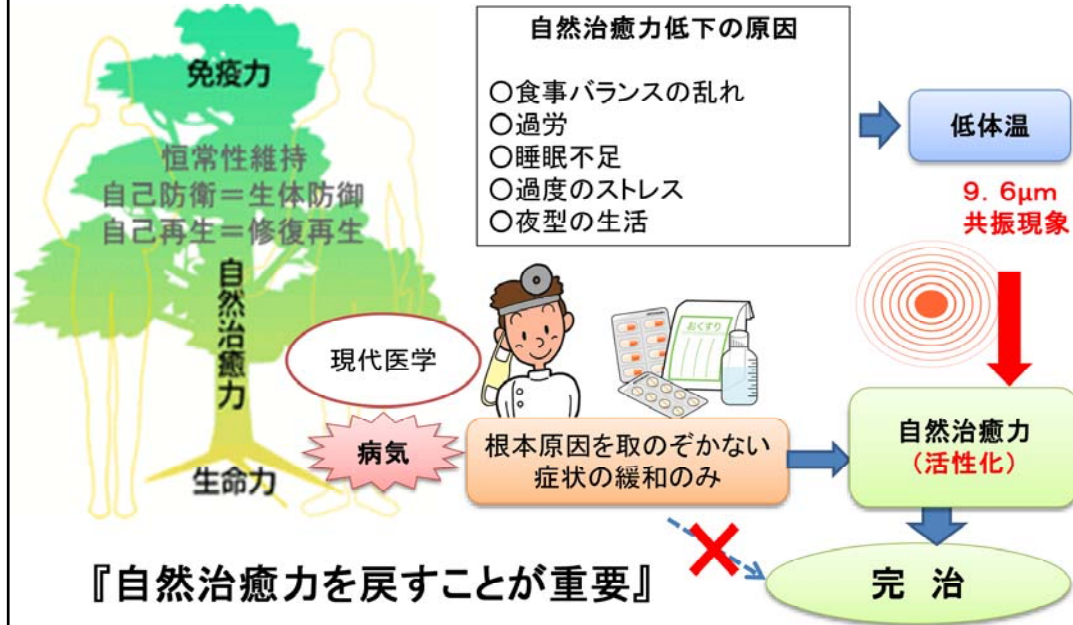 免疫力
恒常性維持
自己防衛＝生体防御
自己再生＝修復再生
自然治癒力
生命力
自然治癒力低下の原因
○食事バランスの乱れ
○過労
○睡眠不足
○過度のストレス
○夜型の生活
低体温
9．6μm
共振現象
現代医学
おくすり
病気
根本原因を取のぞかない
症状の緩和のみ
自然治癒力
（活性化）
『自然治癒力を戻すことが重要』
完 治